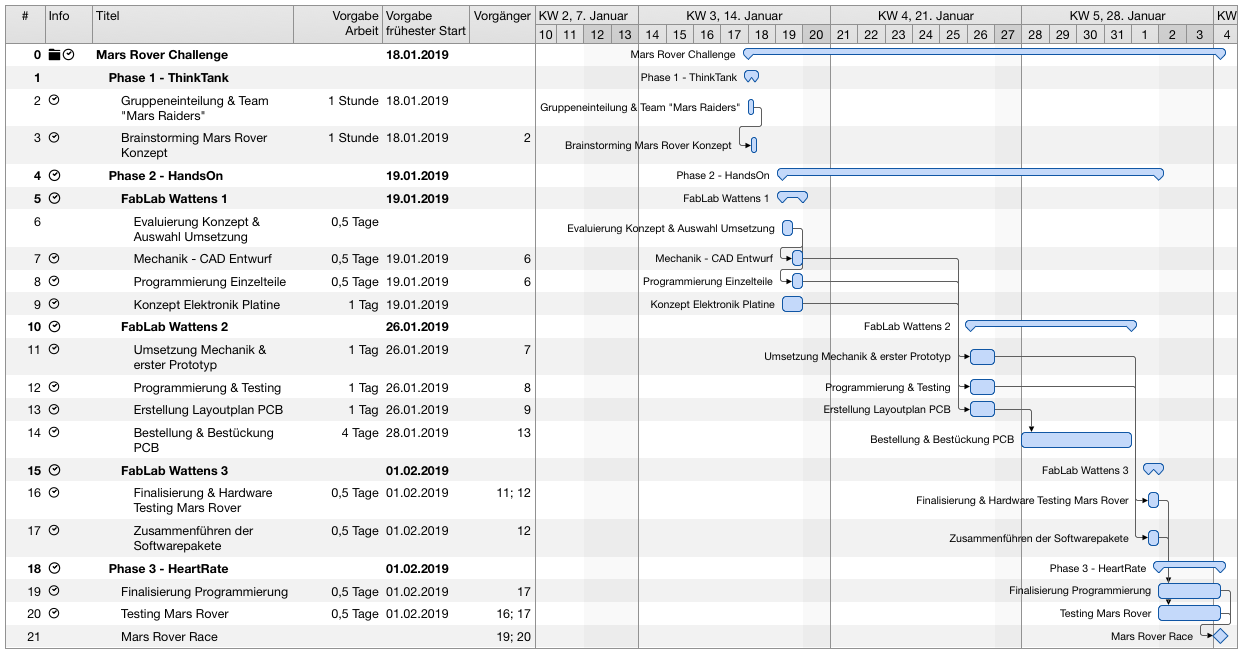 # Info Titel Vorgabe Arbeit Vorgabe frühester Start Vorgänger KW 2, 7. Januar KW 3, 14. Januar KW 4, 21. Januar KW 5, 28. Januar KW
10 11 12 13 14 15 16 17 18 19 20 21 22 23 24 25 26 27 28 29 30 31 1 2 3 4
0 Mars Rover Challenge 18.01.2019 Mars Rover Challenge
1 Phase 1 - ThinkTank Phase 1 - ThinkTank
2 Gruppeneinteilung & Team "Mars Raiders" 1 Stunde 18.01.2019 Gruppeneinteilung & Team "Mars Raiders"
3 Brainstorming Mars Rover Konzept 1 Stunde 18.01.2019 2 Brainstorming Mars Rover Konzept
4 Phase 2 - HandsOn 19.01.2019 Phase 2 - HandsOn
5 FabLab Wattens 1 19.01.2019 FabLab Wattens 1
6 Evaluierung Konzept & Auswahl Umsetzung 0,5 Tage Evaluierung Konzept & Auswahl Umsetzung
7 Mechanik - CAD Entwurf 0,5 Tage 19.01.2019 6 Mechanik - CAD Entwurf
8 Programmierung Einzelteile 0,5 Tage 19.01.2019 6 Programmierung Einzelteile
9 Konzept Elektronik Platine 1 Tag 19.01.2019 Konzept Elektronik Platine
10 FabLab Wattens 2 26.01.2019 FabLab Wattens 2
11 Umsetzung Mechanik & erster Prototyp 1 Tag 26.01.2019 7 Umsetzung Mechanik & erster Prototyp
12 Programmierung & Testing 1 Tag 26.01.2019 8 Programmierung & Testing
13 Erstellung Layoutplan PCB 1 Tag 26.01.2019 9 Erstellung Layoutplan PCB
14 Bestellung & Bestückung PCB 4 Tage 28.01.2019 13 Bestellung & Bestückung PCB
15 FabLab Wattens 3 01.02.2019 FabLab Wattens 3
16 Finalisierung & Hardware Testing Mars Rover 0,5 Tage 01.02.2019 11; 12 Finalisierung & Hardware Testing Mars Rover
17 Zusammenführen der Softwarepakete 0,5 Tage 01.02.2019 12 Zusammenführen der Softwarepakete
18 Phase 3 - HeartRate 01.02.2019 Phase 3 - HeartRate
19 Finalisierung Programmierung 0,5 Tage 01.02.2019 17 Finalisierung Programmierung
20 Testing Mars Rover 0,5 Tage 01.02.2019 16; 17 Testing Mars Rover
21 Mars Rover Race 19; 20 Mars Rover Race